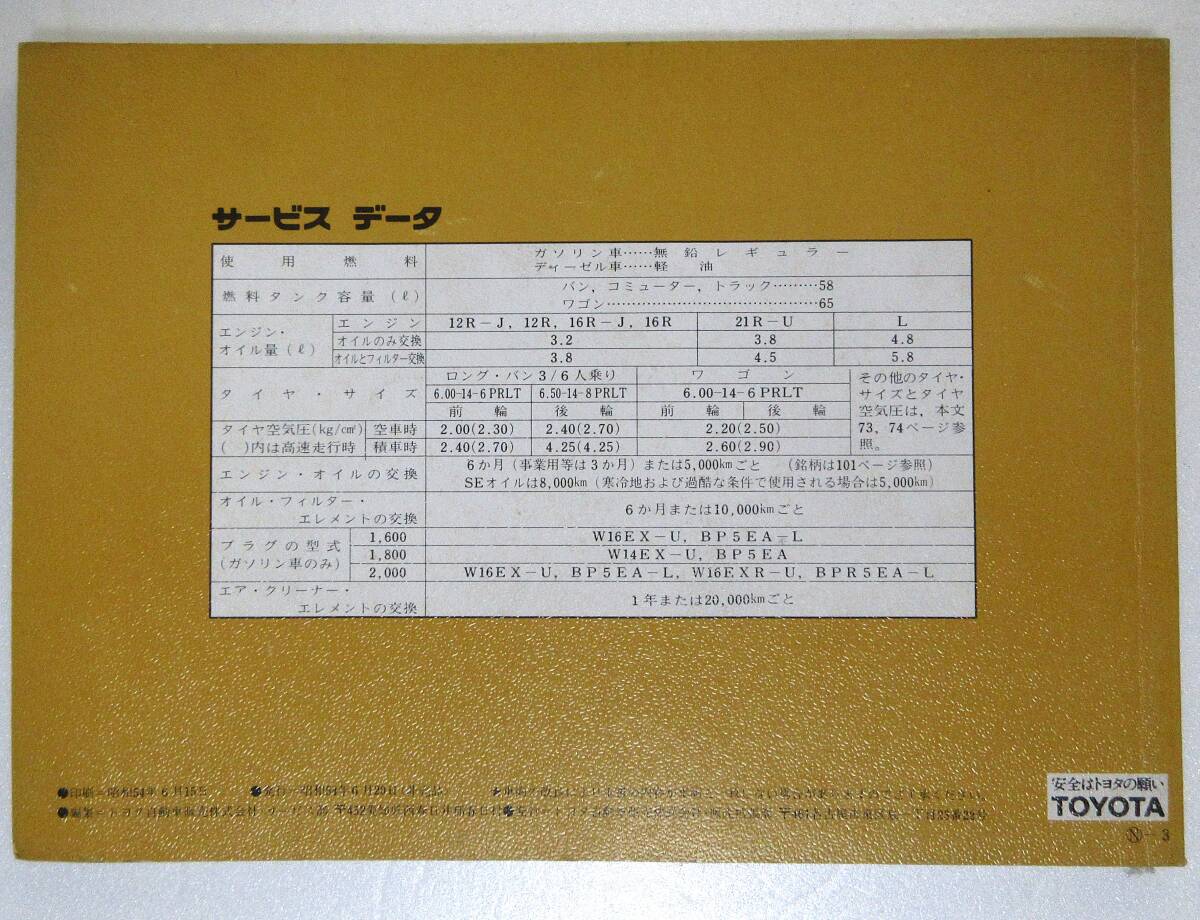 サービス データ
使用燃料
ガソリン車……無鉛レギュラー
ディーゼル車……軽油
燃料タンク容量(ℓ)
バン, コミューター, トラック………58
ワゴン……………………………………65
エンジン・オイル量(ℓ)
エンジン 12R-J, 12R, 16R-J, 16R 21R-U L
オイルのみ交換 3.2 3.8 4.8
オイルとフィルター交換 3.8 4.5 5.8
タイヤ・サイズ
ロング・バン3/6人乗り ワゴン
6.00-14-6PRLT 6.50-14-8PRLT 6.00-14-6PRLT
前輪 後輪 前輪 後輪
その他のタイヤ・
サイズとタイヤ
空気圧は, 本文
73, 74ページ参
照。
タイヤ空気圧(kg/cm²) 空車時 2.00(2.30) 2.40(2.70) 2.20(2.50)
( )内は高速走行時 積車時 2.40(2.70) 4.25(4.25) 2.60(2.90)
エンジン・オイルの交換
6か月(事業用等は3か月)または5,000kmごと (銘柄は101ページ参照)
SEオイルは8,000km(寒冷地および過酷な条件で使用される場合は5,000km)
オイル・フィルター・
エレメントの交換
6か月または10,000kmごと
プラグの型式
(ガソリン車のみ)
1,600 W16EX-U, BP5EA-L
1,800 W14EX-U, BP5EA
2,000 W16EX-U, BP5EA-L, W16EXR-U, BPR5EA-L
エア・クリーナー・
エレメントの交換
1年または20,000kmごと
●印刷=昭和54年6月15日
安全はトヨタの願い
TOYOTA
Ⓝ-3